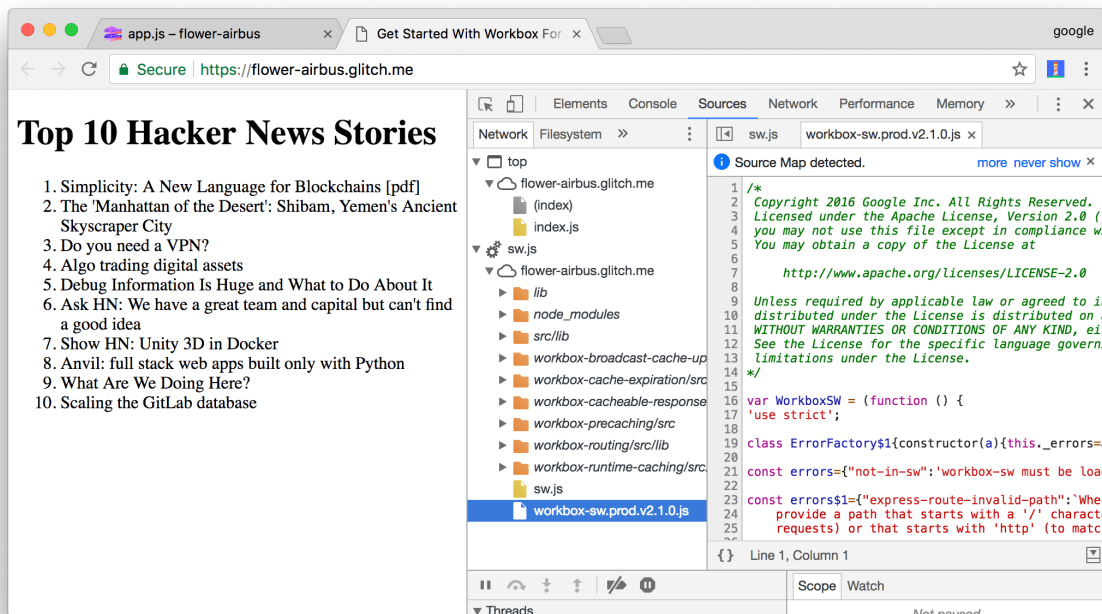 app.js – flower-airbus
Get Started With Workbox For
google
Secure
https://flower-airbus.glitch.me
Top 10 Hacker News Stories
1. Simplicity: A New Language for Blockchains [pdf]
2. The 'Manhattan of the Desert': Shibam, Yemen's Ancient
Skyscraper City
3. Do you need a VPN?
4. Algo trading digital assets
5. Debug Information Is Huge and What to Do About It
6. Ask HN: We have a great team and capital but can't find
a good idea
7. Show HN: Unity 3D in Docker
8. Anvil: full stack web apps built only with Python
9. What Are We Doing Here?
10. Scaling the GitLab database
Elements Console Sources Network Performance Memory »
Network Filesystem »
top
flower-airbus.glitch.me
(index)
index.js
sw.js
flower-airbus.glitch.me
lib
node_modules
src/lib
workbox-broadcast-cache-up
workbox-cache-expiration/src
workbox-cacheable-response
workbox-precaching/src
workbox-routing/src/lib
workbox-runtime-caching/src
sw.js
workbox-sw.prod.v2.1.0.js
sw.js workbox-sw.prod.v2.1.0.js
Source Map detected. more never show
1 /*
2 Copyright 2016 Google Inc. All Rights Reserved.
3 Licensed under the Apache License, Version 2.0 (
4 you may not use this file except in compliance w
5 You may obtain a copy of the License at
6
7 http://www.apache.org/licenses/LICENSE-2.0
8
9 Unless required by applicable law or agreed to i
10 distributed under the License is distributed on
11 WITHOUT WARRANTIES OR CONDITIONS OF ANY KIND, ei
12 See the License for the specific language govern
13 limitations under the License.
14 */
15
16 var WorkboxSW = (function () {
17 'use strict';
18
19 class ErrorFactory$1{constructor(a){this._errors=
20
21 const errors={"not-in-sw":'workbox-sw must be loa
22
23 const errors$1={"express-route-invalid-path":`Whe
24 provide a path that starts with a '/' charact
25 requests) or that starts with 'http' (to matc
{} Line 1, Column 1
Threads
Scope Watch
Not paused